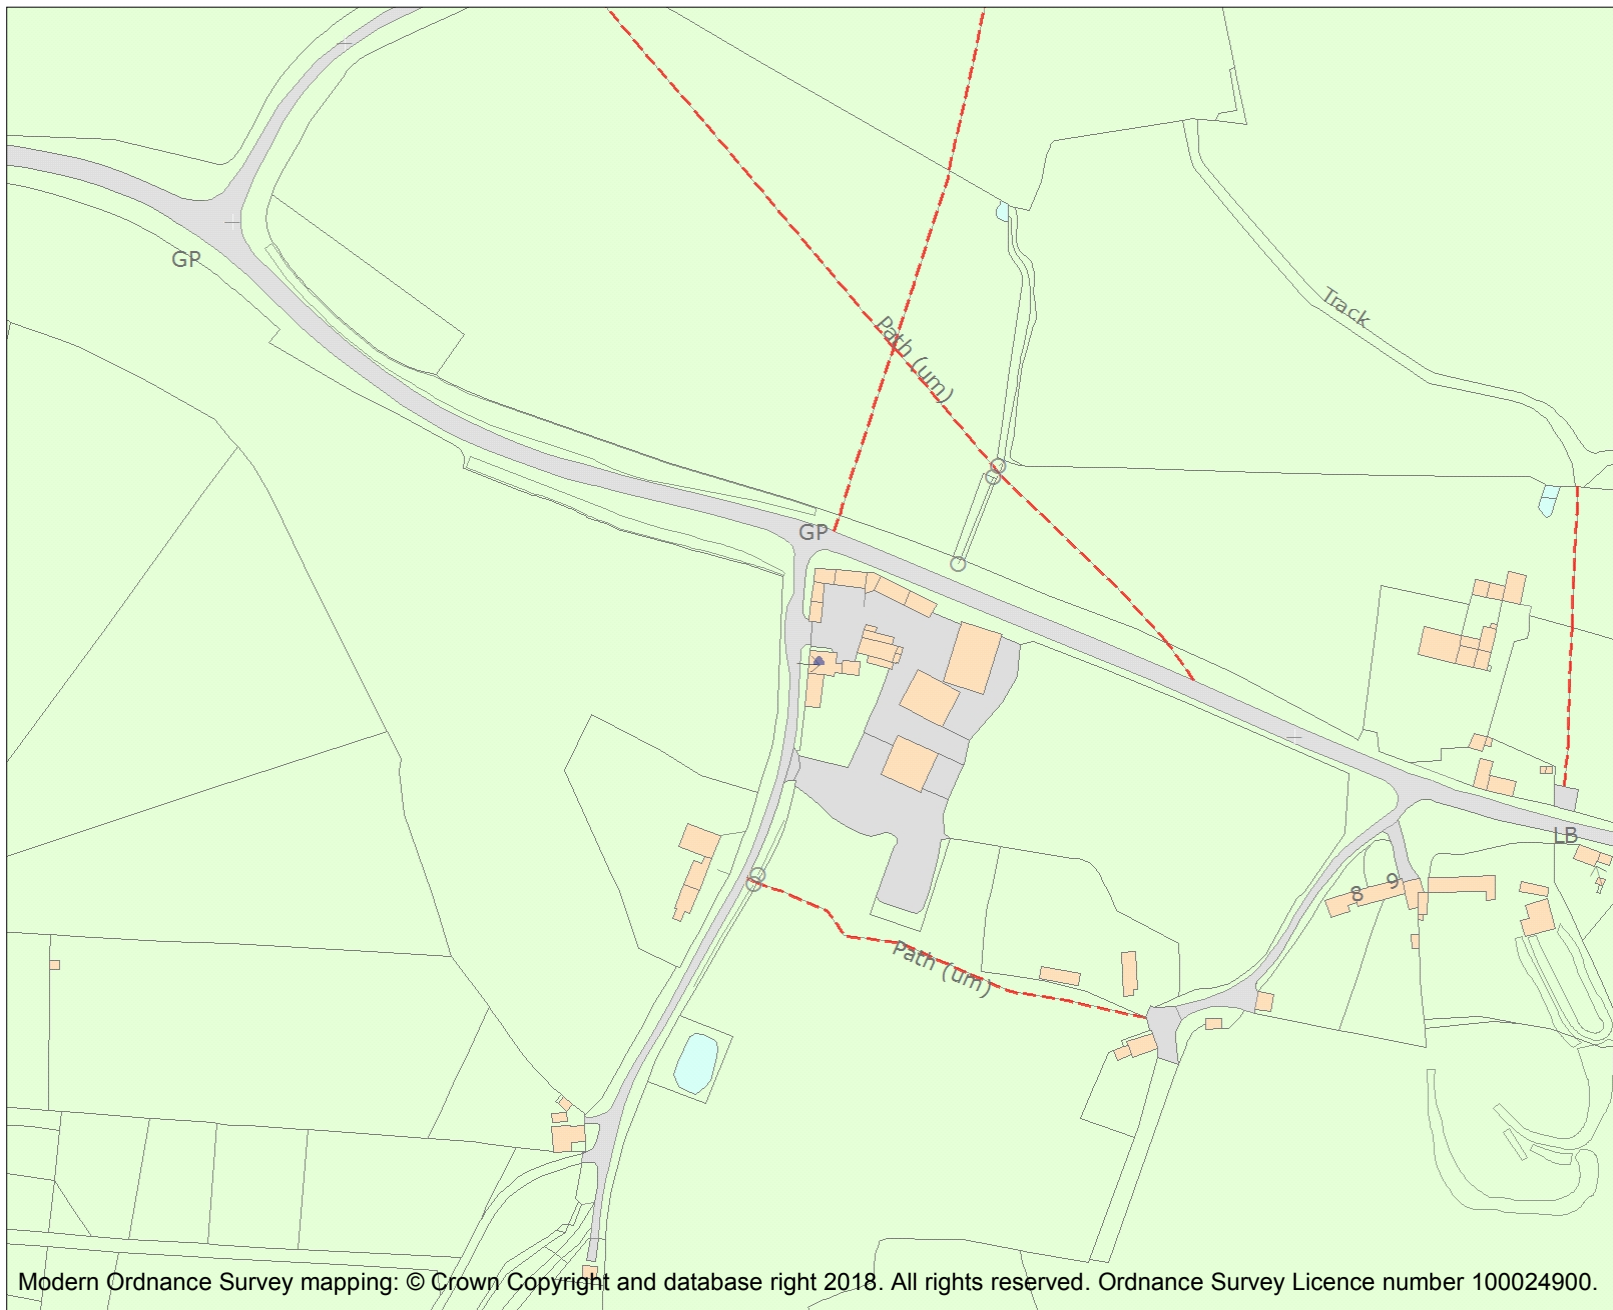 GP
Track
Path (um)
GP
LB
8
9
Path (um)
Modern Ordnance Survey mapping: © Crown Copyright and database right 2018. All rights reserved. Ordnance Survey Licence number 100024900.